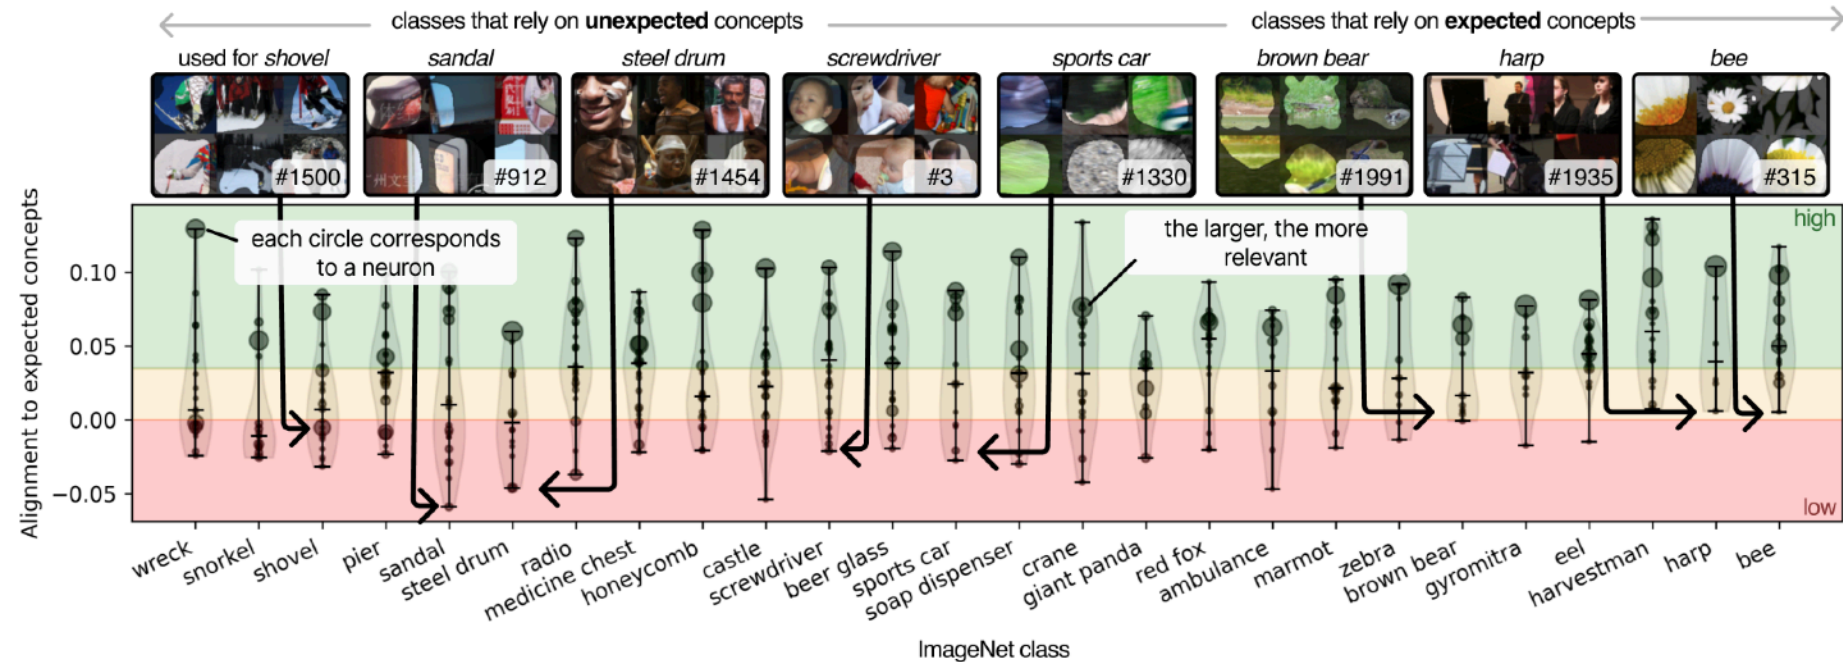 classes that rely on unexpected concepts
classes that rely on expected concepts
used for shovel
sandal
steel drum
screwdriver
sports car
brown bear
harp
bee
#1500
#912
#1454
#3
#1330
#1991
#1935
#315
Alignment to expected concepts
high
each circle corresponds
to a neuron
the larger, the more
relevant
0.10
0.05
0.00
−0.05
low
wreck
snorkel
shovel
pier
sandal
steel drum
radio
medicine chest
honeycomb
castle
screwdriver
beer glass
sports car
soap dispenser
crane
giant panda
red fox
ambulance
marmot
zebra
brown bear
gyromitra
eel
harvestman
harp
bee
ImageNet class